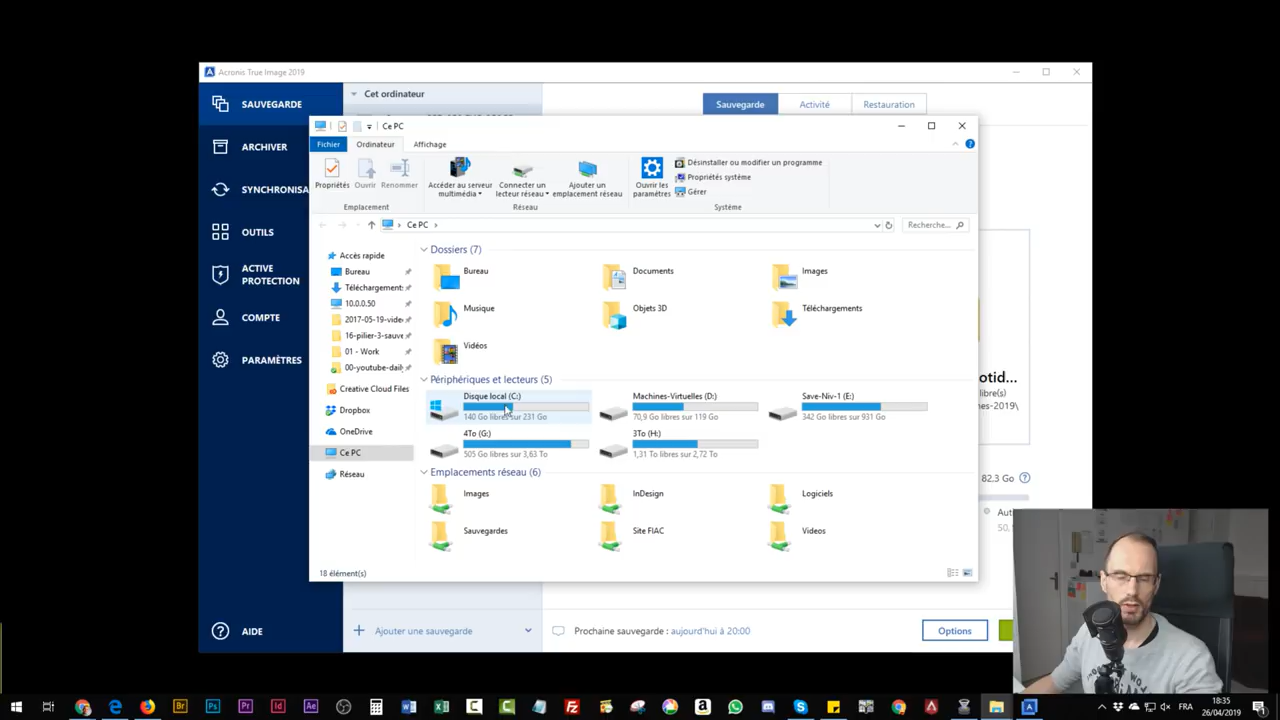 Acronis True Image 2019
SAUVEGARDE
ARCHIVER
SYNCHRONISA
OUTILS
ACTIVE
PROTECTION
COMPTE
PARAMÈTRES
AIDE
Cet ordinateur
Sauvegarde
Activité
Restauration
Ce PC
Fichier
Ordinateur
Affichage
Propriétés
Ouvrir
Renommer
Emplacement
Accéder au serveur
multimédia
Connecter un
lecteur réseau
Ajouter un
emplacement réseau
Réseau
Ouvrir les
paramètres
Désinstaller ou modifier un programme
Propriétés système
Gérer
Système
Ce PC
Recherche...
Accès rapide
Bureau
Téléchargements
10.0.0.50
2017-05-19-vide
16-pilier-3-sauve
01 - Work
00-youtube-daily
Creative Cloud Files
Dropbox
OneDrive
Ce PC
Réseau
Dossiers (7)
Bureau
Documents
Images
Musique
Objets 3D
Téléchargements
Vidéos
Périphériques et lecteurs (5)
Disque local (C:)
140 Go libres sur 231 Go
Machines-Virtuelles (D:)
70,9 Go libres sur 119 Go
Save-Niv-1 (E:)
342 Go libres sur 931 Go
4To (G:)
505 Go libres sur 3,63 To
3To (H:)
1,31 To libres sur 2,72 To
Emplacements réseau (6)
Images
InDesign
Logiciels
Sauvegardes
Site FIAC
Videos
18 élément(s)
otid...
libre(s)
es-2019\
82,3 Go
Aut
Ajouter une sauvegarde
Prochaine sauvegarde : aujourd'hui à 20:00
Options
FRA
18:35
26/04/2019